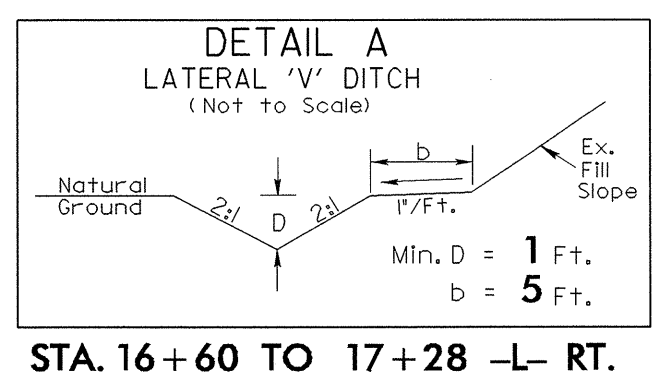 DETAIL A
LATERAL 'V' DITCH
(Not to Scale)
b
Ex.
Fill
Slope
Natural
Ground
2:1
D
2:1
1"/Ft.
Min. D = 1 Ft.
b = 5 Ft.
STA. 16+60 TO 17+28 -L- RT.